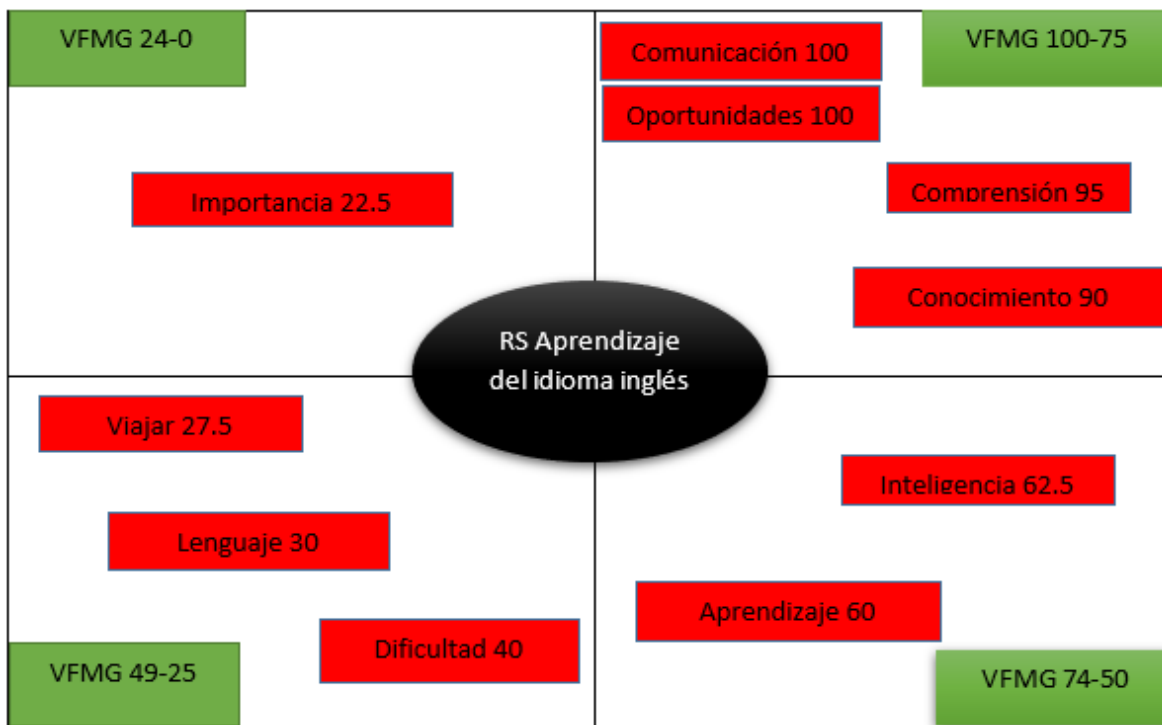 VFMG 24-0
Importancia 22.5
Comunicación 100
VFMG 100-75
Oportunidades 100
Comprensión 95
Conocimiento 90
RS Aprendizaje
del idioma inglés
Viajar 27.5
Lenguaje 30
Dificultad 40
VFMG 49-25
Inteligencia 62.5
Aprendizaje 60
VFMG 74-50